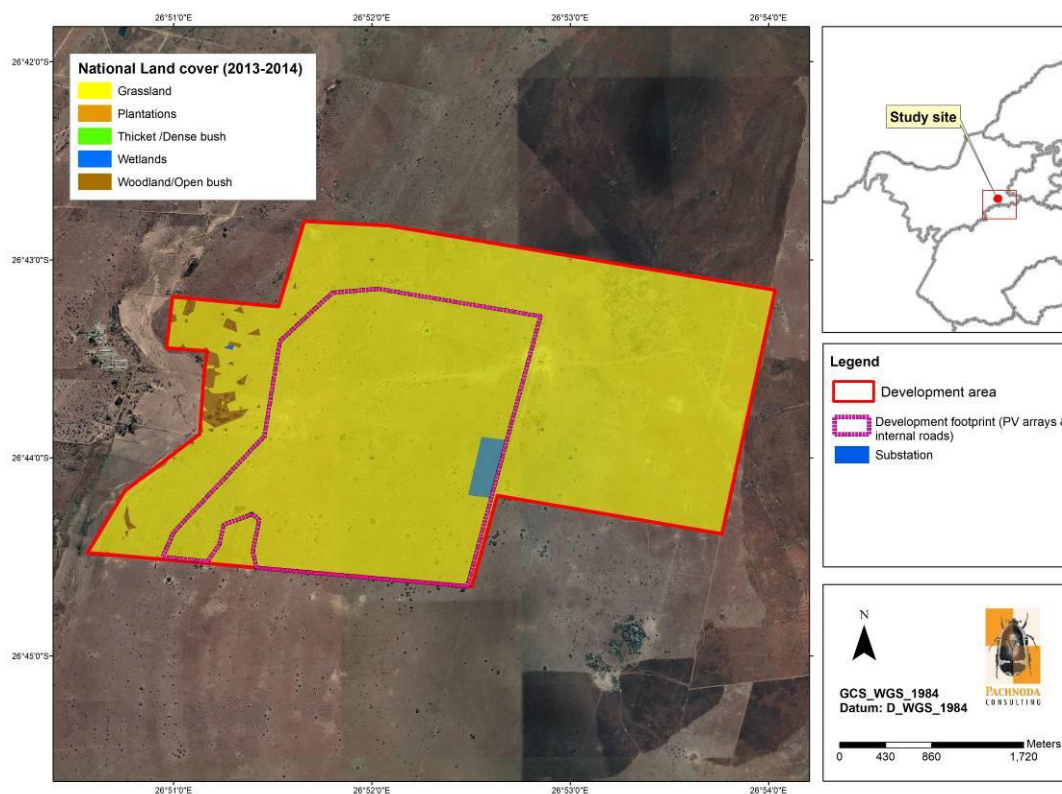 26°51'0"E
26°52'0"E
26°53'0"E
26°54'0"E
26°42'0"S
26°43'0"S
26°44'0"S
26°45'0"S
National Land cover (2013-2014)
Grassland
Plantations
Thicket /Dense bush
Wetlands
Woodland/Open bush
26°51'0"E
26°52'0"E
26°53'0"E
26°54'0"E
Study site
Legend
Development area
Development footprint (PV arrays &
internal roads)
Substation
N
GCS_WGS_1984
Datum: D_WGS_1984
PACHNODA
CONSULTING
Meters
0 430 860 1,720